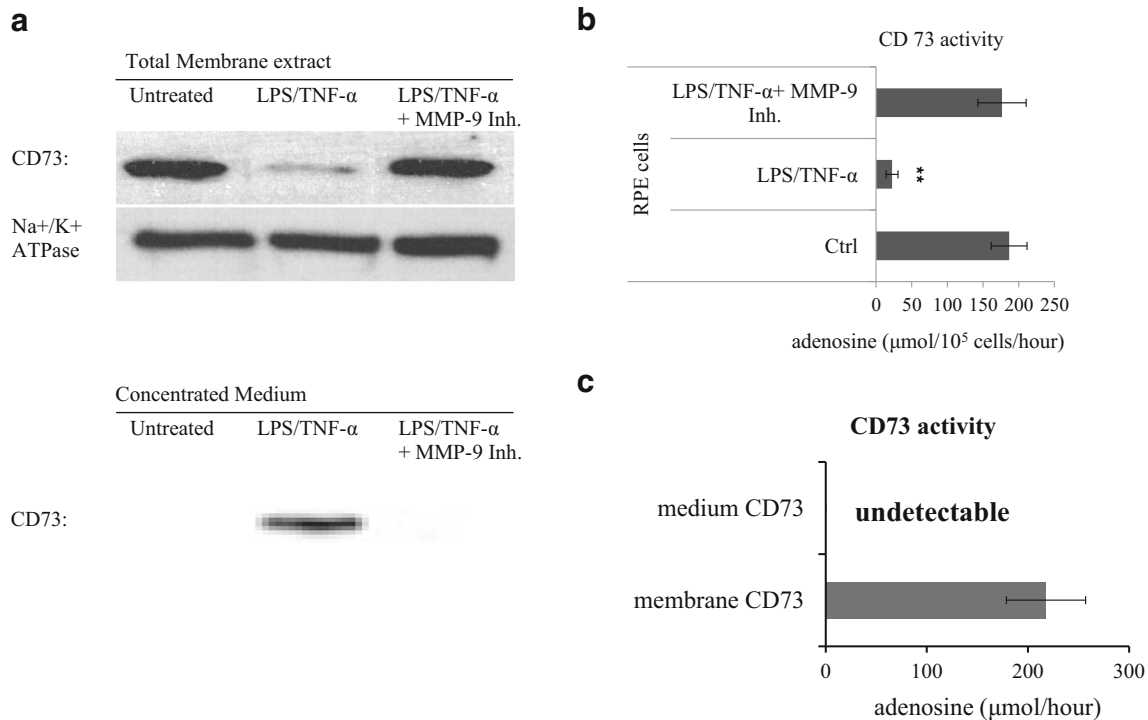 a
Total Membrane extract
Untreated LPS/TNF-α LPS/TNF-α
+ MMP-9 Inh.
CD73:
Na+/K+
ATPase
Concentrated Medium
Untreated LPS/TNF-α LPS/TNF-α
+ MMP-9 Inh.
CD73:
b
CD 73 activity
RPE cells
LPS/TNF-α+ MMP-9
Inh.
LPS/TNF-α
**
Ctrl
0 50 100 150 200 250
adenosine (μmol/10⁵ cells/hour)
c
CD73 activity
medium CD73
undetectable
membrane CD73
0 100 200 300
adenosine (μmol/hour)